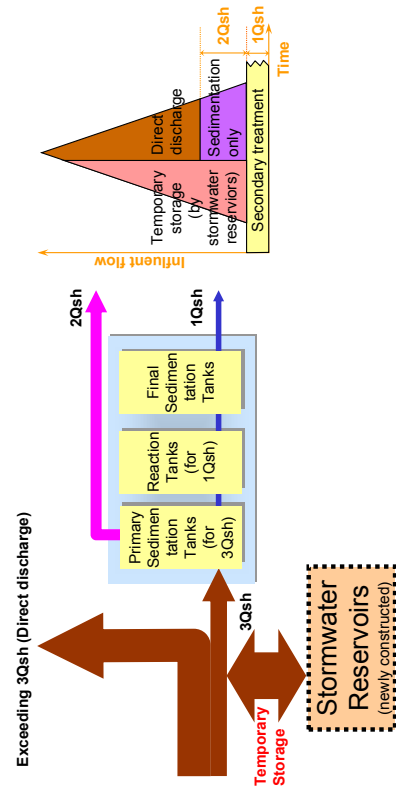 Exceeding 3Qsh (Direct discharge)
2Qsh
1Qsh
3Qsh
Primary
Sedimen
tation
Tanks
(for
3Qsh)
Reaction
Tanks
(for
1Qsh)
Final
Sedimen
tation
Tanks
Temporary
Storage
Stormwater
Reservoirs
(newly constructed)
Influent flow
Temporary
storage
(by
stormwater
reserviors)
Direct
discharge
Sedimentation
only
Secondary treatment
2Qsh
1Qsh
Time